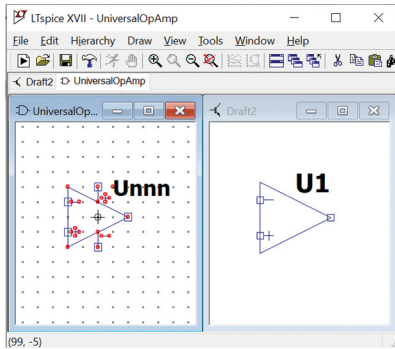 LTspice XVII - UniversalOpAmp
File Edit Hierarchy Draw View Tools Window Help
Draft2 UniversalOpAmp
UniversalOp...
Unnn
Draft2
U1
(99, -5)